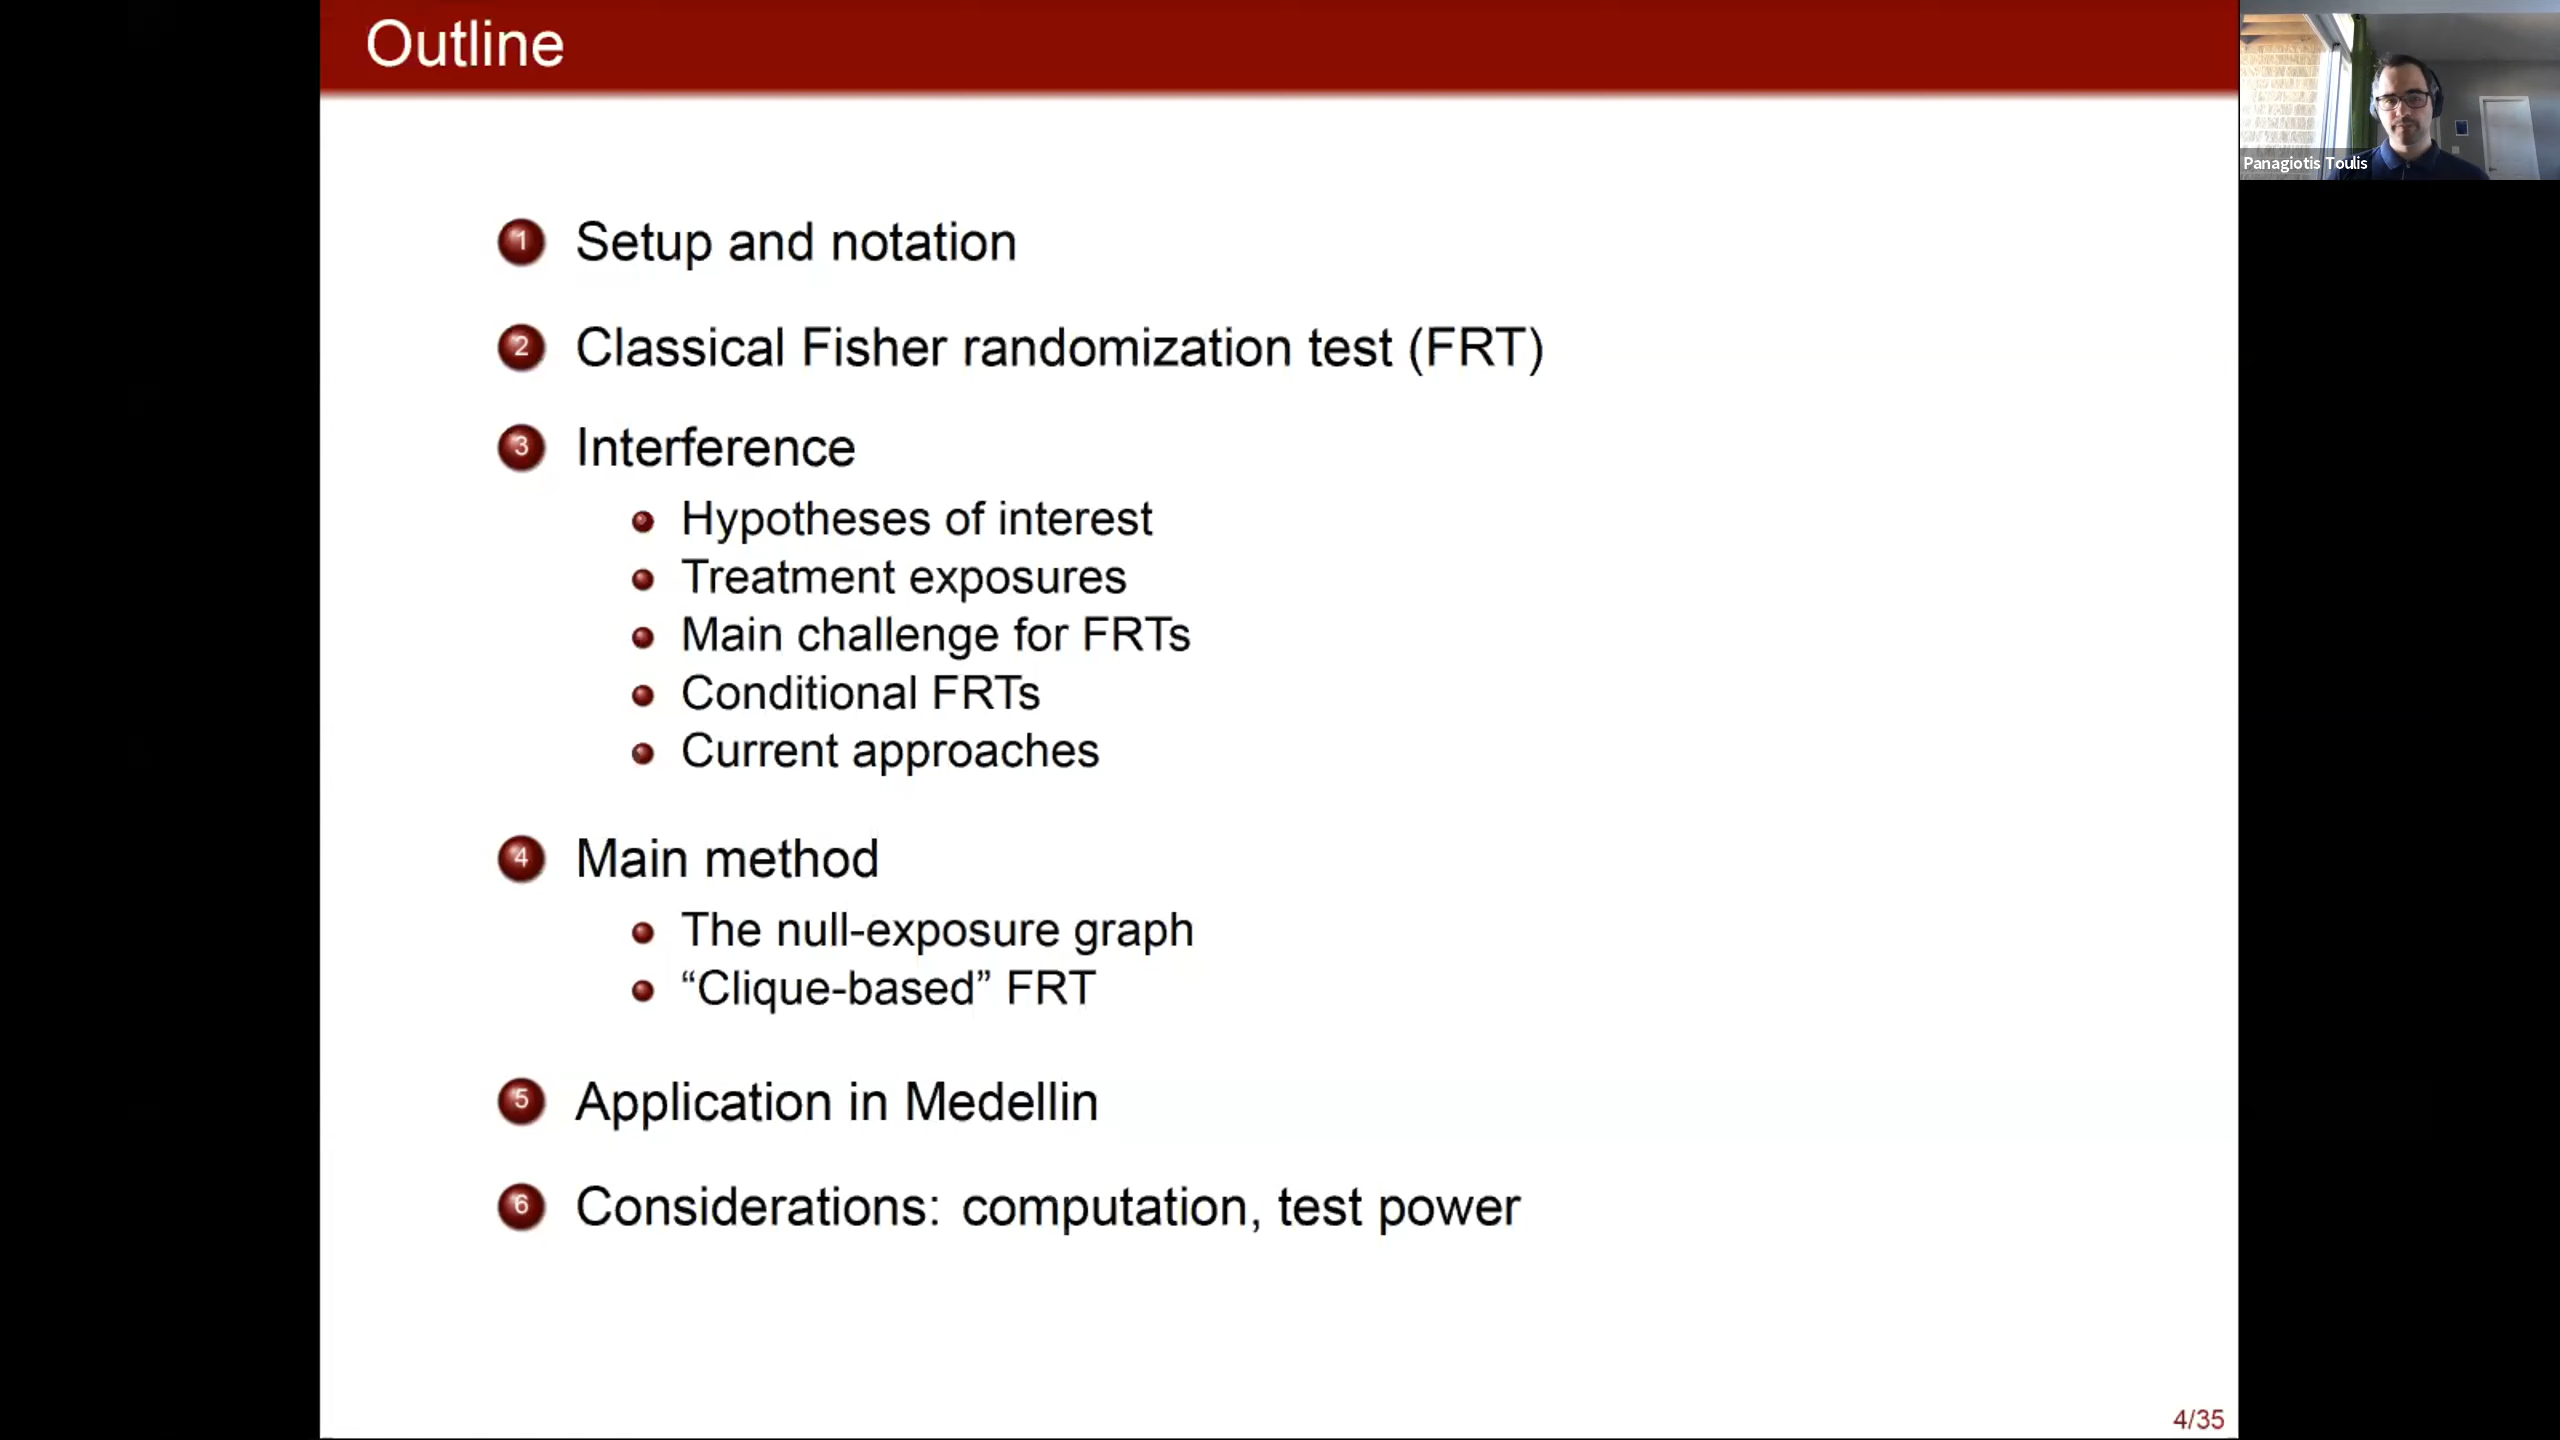 Outline
Panagiotis Toulis
1 Setup and notation
2 Classical Fisher randomization test (FRT)
3 Interference
Hypotheses of interest
Treatment exposures
Main challenge for FRTs
Conditional FRTs
Current approaches
4 Main method
The null-exposure graph
“Clique-based” FRT
5 Application in Medellin
6 Considerations: computation, test power
4/35